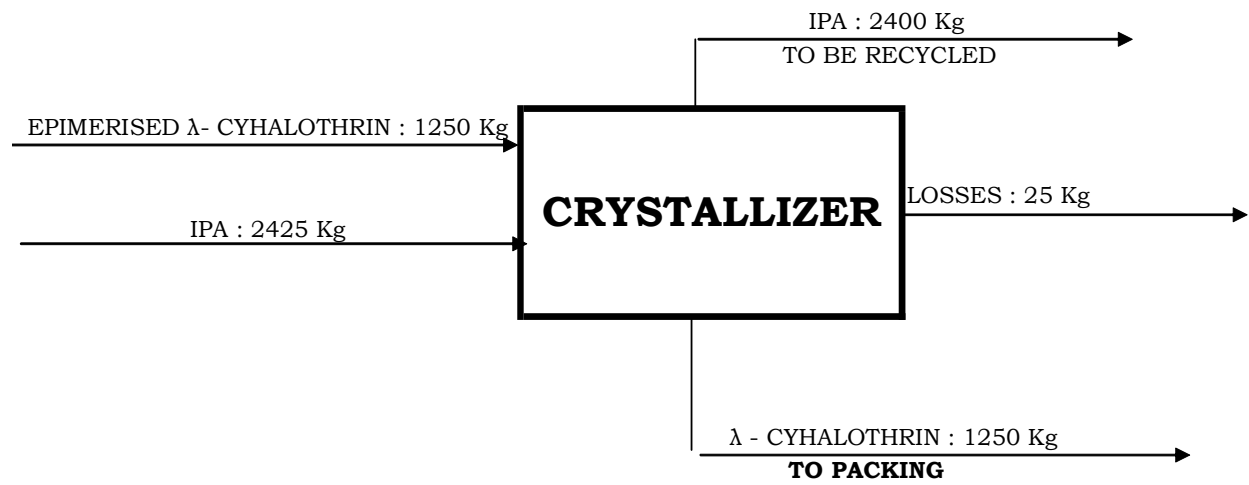 IPA : 2400 Kg
TO BE RECYCLED
EPIMERISED λ- CYHALOTHRIN : 1250 Kg
CRYSTALLIZER
LOSSES : 25 Kg
IPA : 2425 Kg
λ - CYHALOTHRIN : 1250 Kg
TO PACKING